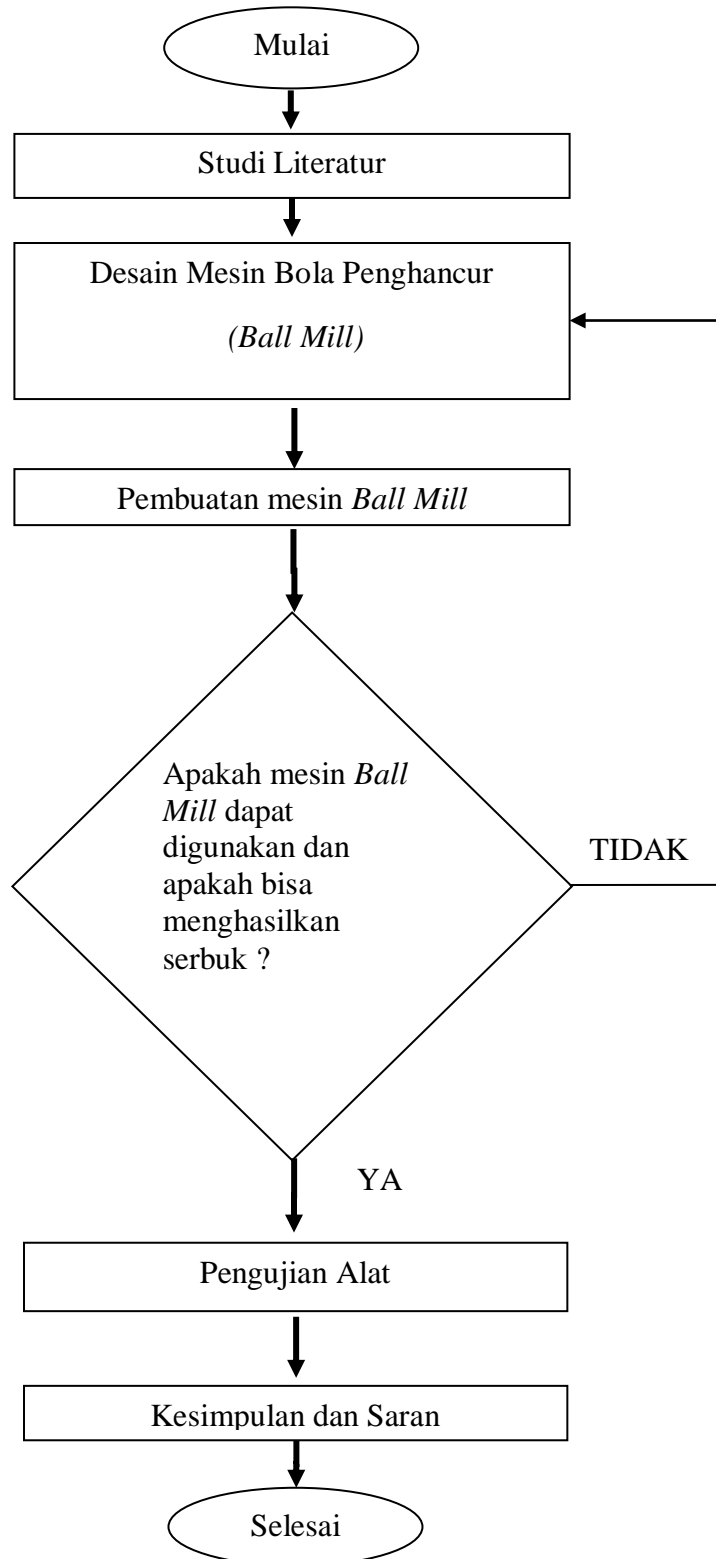 Mulai
Studi Literatur
Desain Mesin Bola Penghancur
(Ball Mill)
Pembuatan mesin Ball Mill
Apakah mesin Ball
Mill dapat
digunakan dan
apakah bisa
menghasilkan
serbuk ?
TIDAK
YA
Pengujian Alat
Kesimpulan dan Saran
Selesai